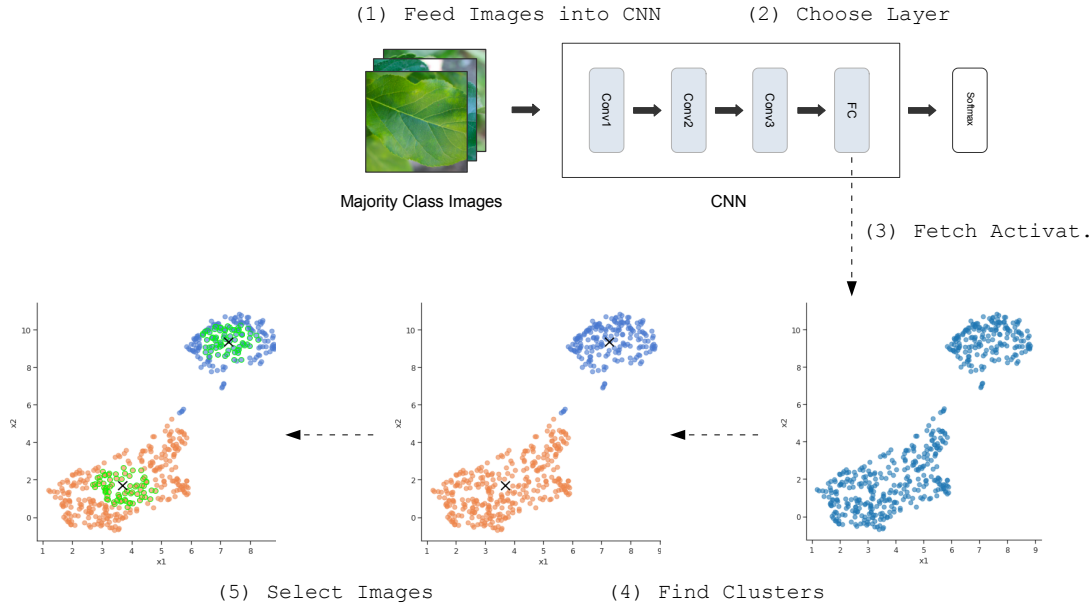 (1) Feed Images into CNN
(2) Choose Layer
Conv1
Conv2
Conv3
FC
Softmax
Majority Class Images
CNN
(3) Fetch Activat.
x2
10
8
6
4
2
0
1 2 3 4 5 6 7 8
x1
x2
10
8
6
4
2
0
1 2 3 4 5 6 7 8 9
x1
x2
10
8
6
4
2
0
1 2 3 4 5 6 7 8 9
x1
(5) Select Images
(4) Find Clusters